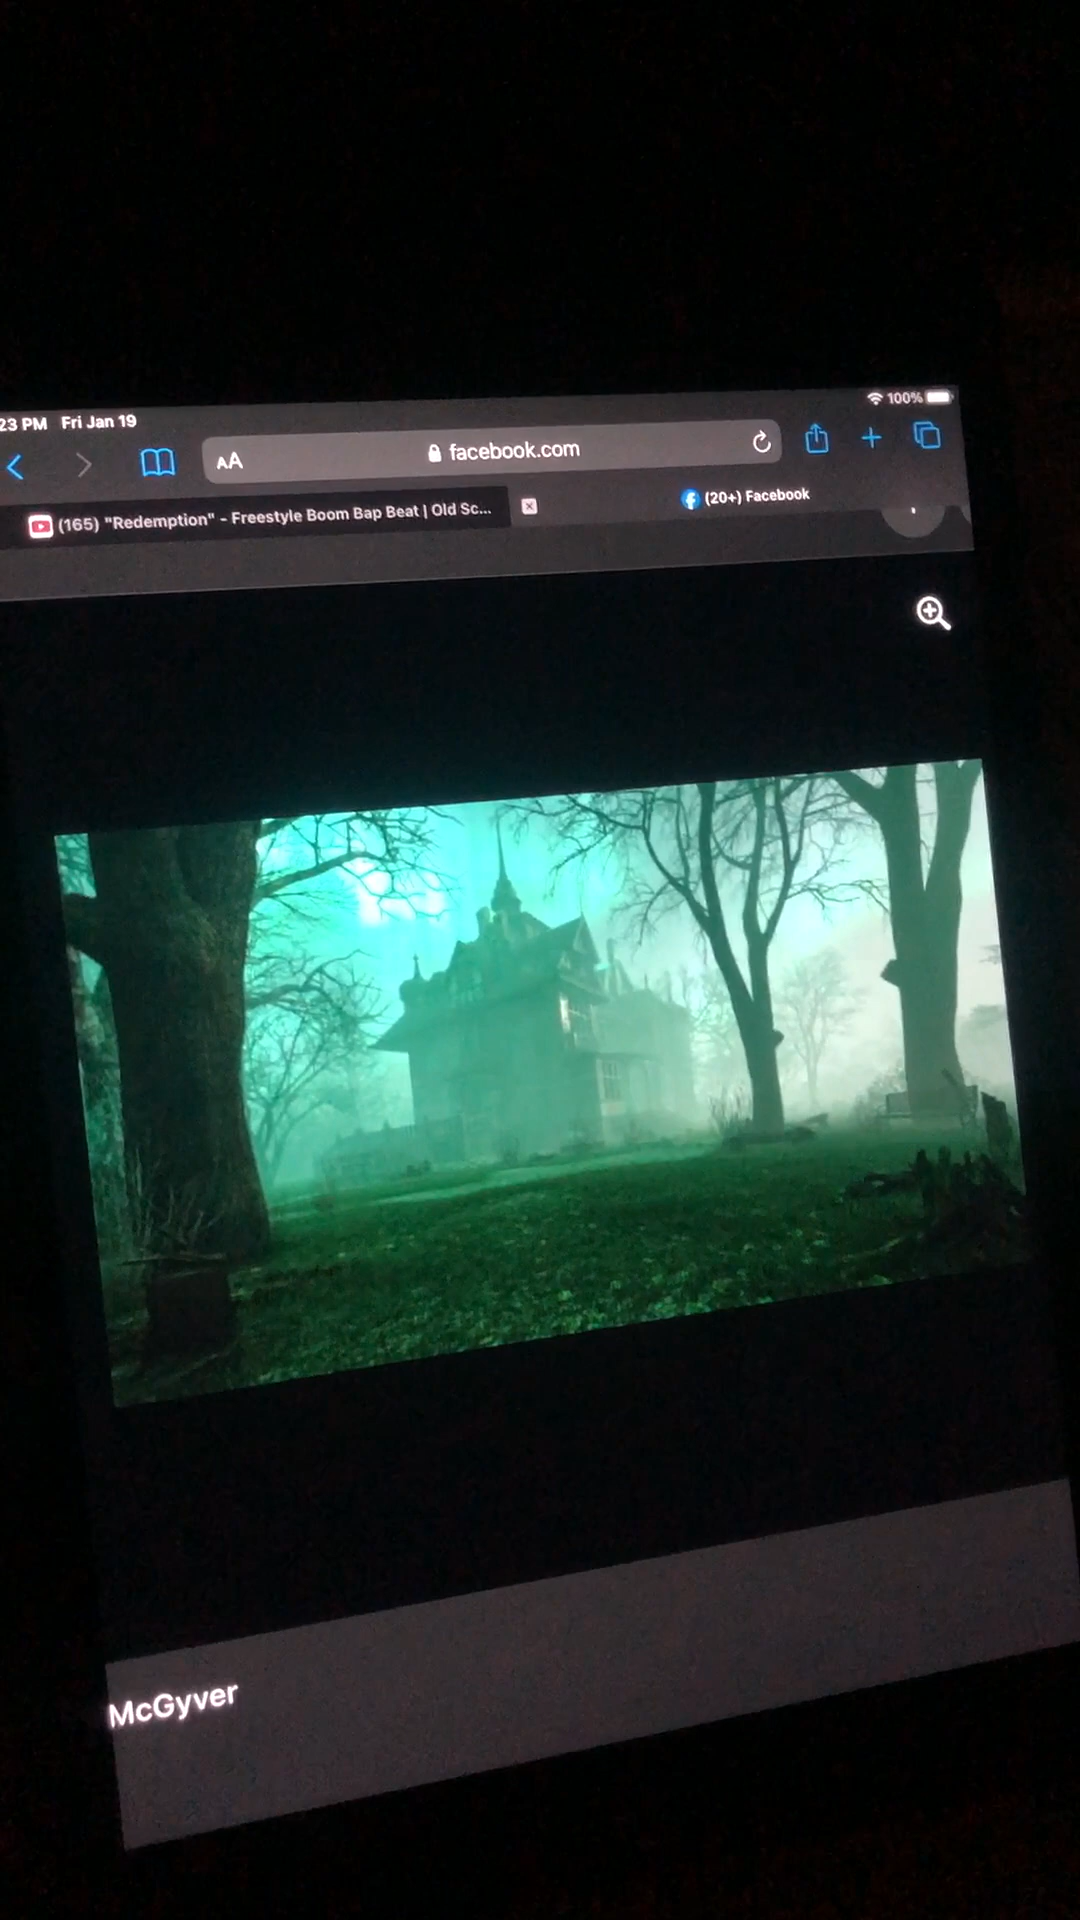 23 PM Fri Jan 19
100%
AA
facebook.com
(165) "Redemption" - Freestyle Boom Bap Beat | Old Sc...
(20+) Facebook
McGyver